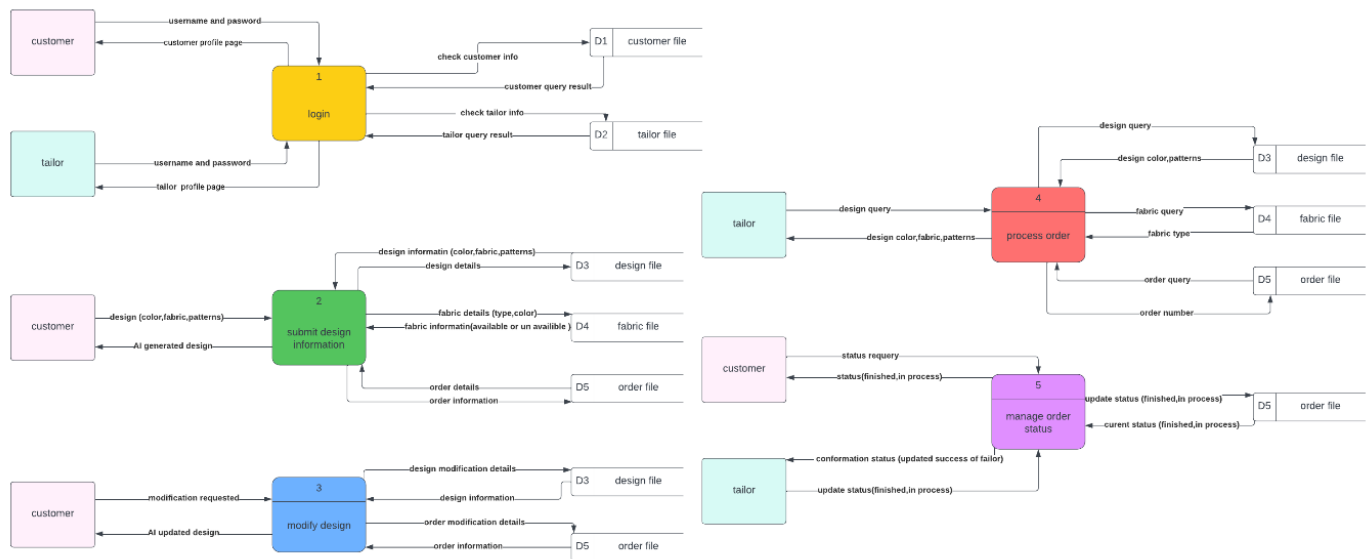 username and pasword
customer
customer profile page
1
login
check customer info
D1 customer file
customer query result
check tailor info
tailor query result
D2 tailor file
tailor
username and password
tailor profile page
design informatin (color,fabric,patterns)
design details
D3 design file
2
submit design
information
customer
design (color,fabric,patterns)
AI generated design
fabric details (type,color)
fabric informatin(available or un availible )
D4 fabric file
order details
order information
D5 order file
design modification details
design information
D3 design file
3
modify design
customer
modification requested
AI updated design
order modification details
order information
D5 order file
design query
design color,patterns
D3 design file
4
process order
tailor
design query
design color,fabric,patterns
fabric query
fabric type
D4 fabric file
order query
order number
D5 order file
customer
status requery
status(finished,in process)
5
manage order
status
update status (finished,in process)
curent status (finished,in process)
D5 order file
tailor
conformation status (updated success of failor)
update status(finished,in process)